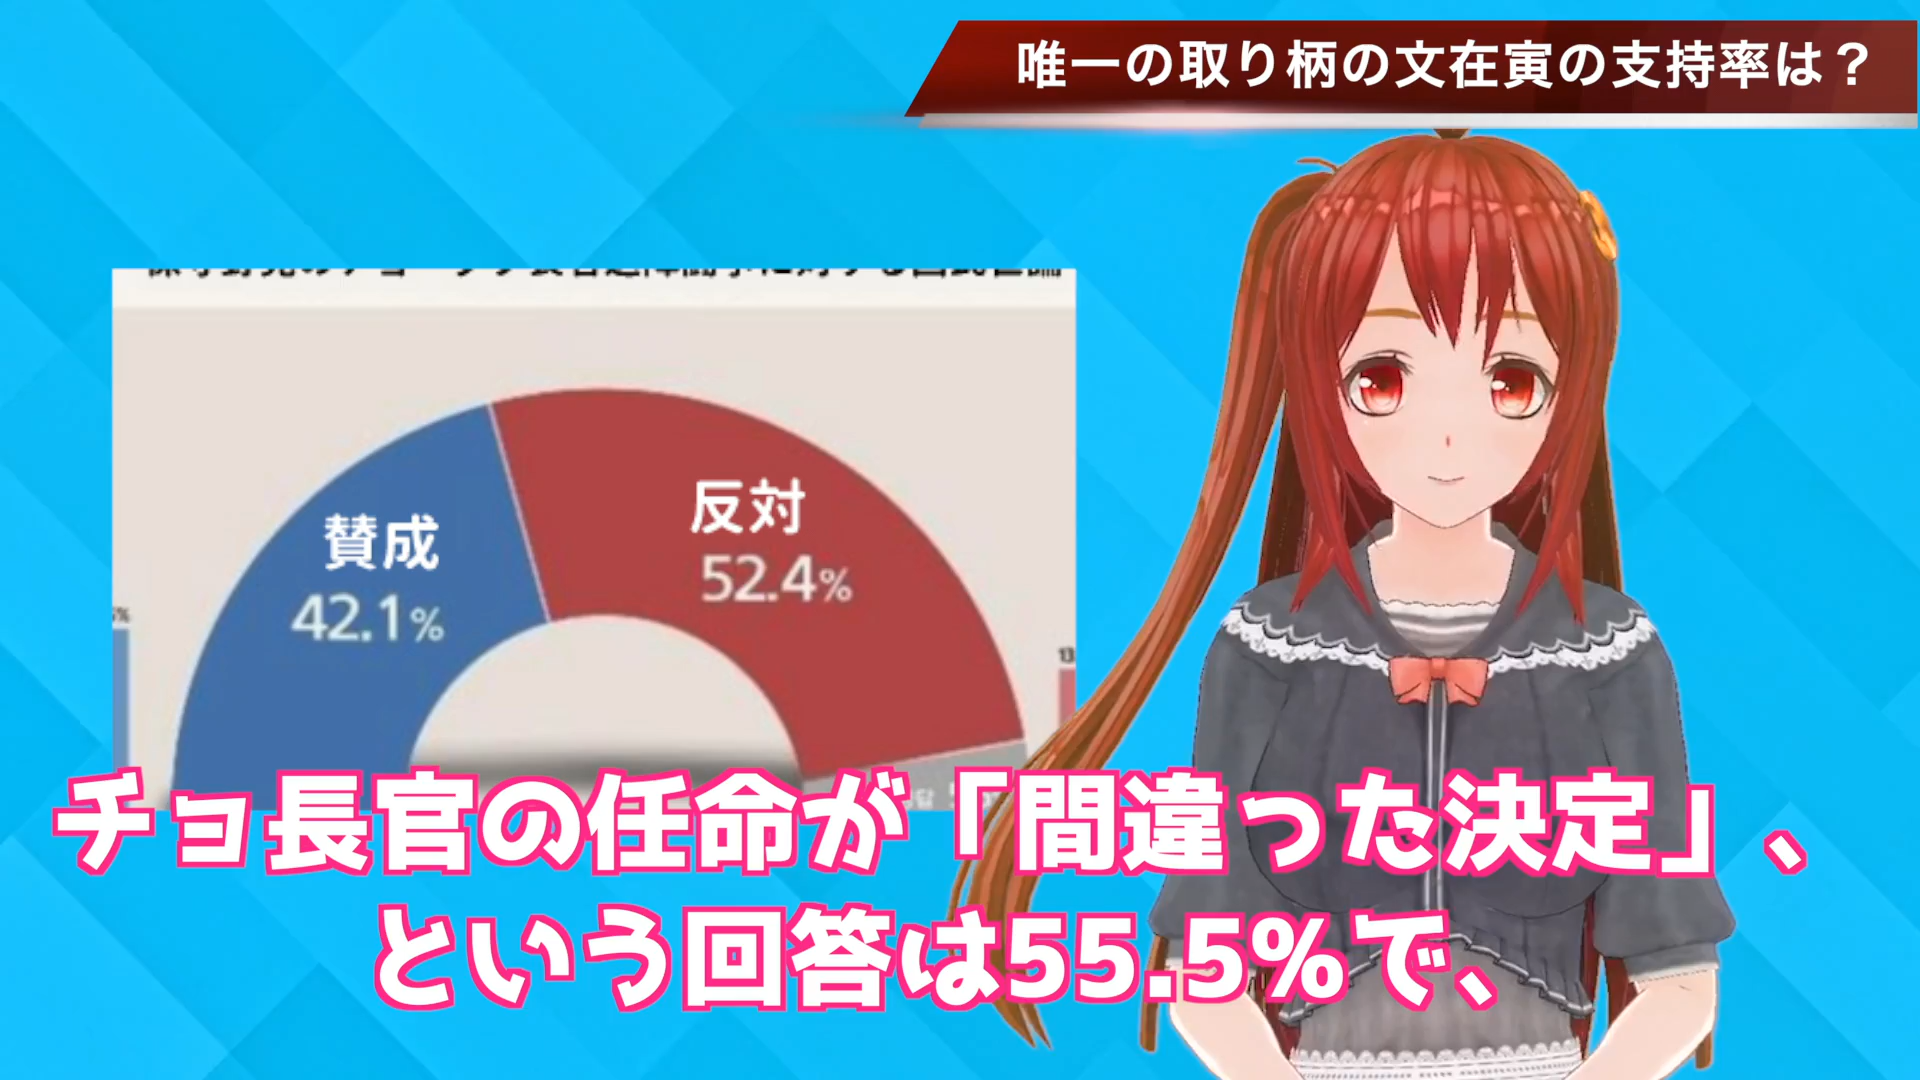 唯一の取り柄の文在寅の支持率は？
賛成
42.1%
反対
52.4%
チョ長官の任命が「間違った決定」、
という回答は55.5%で、